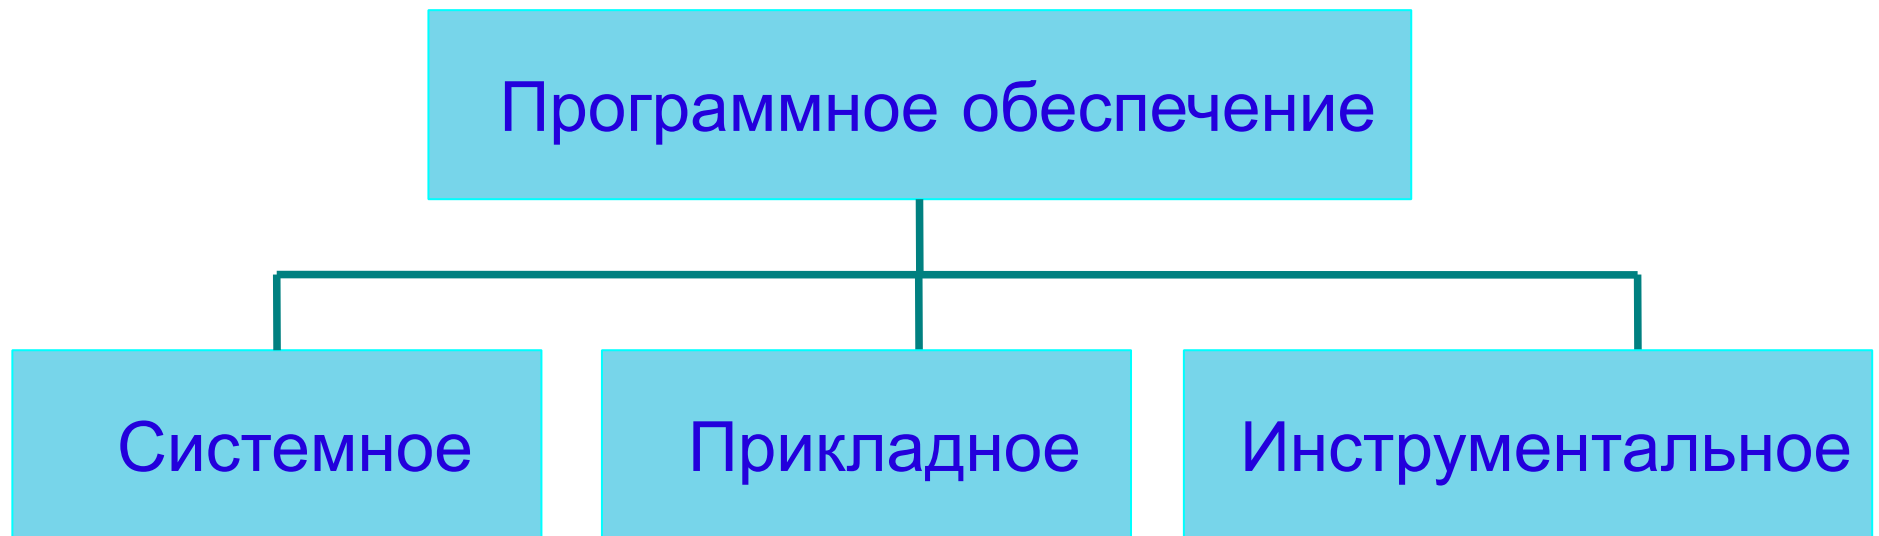 Программное обеспечение
Системное
Прикладное
Инструментальное